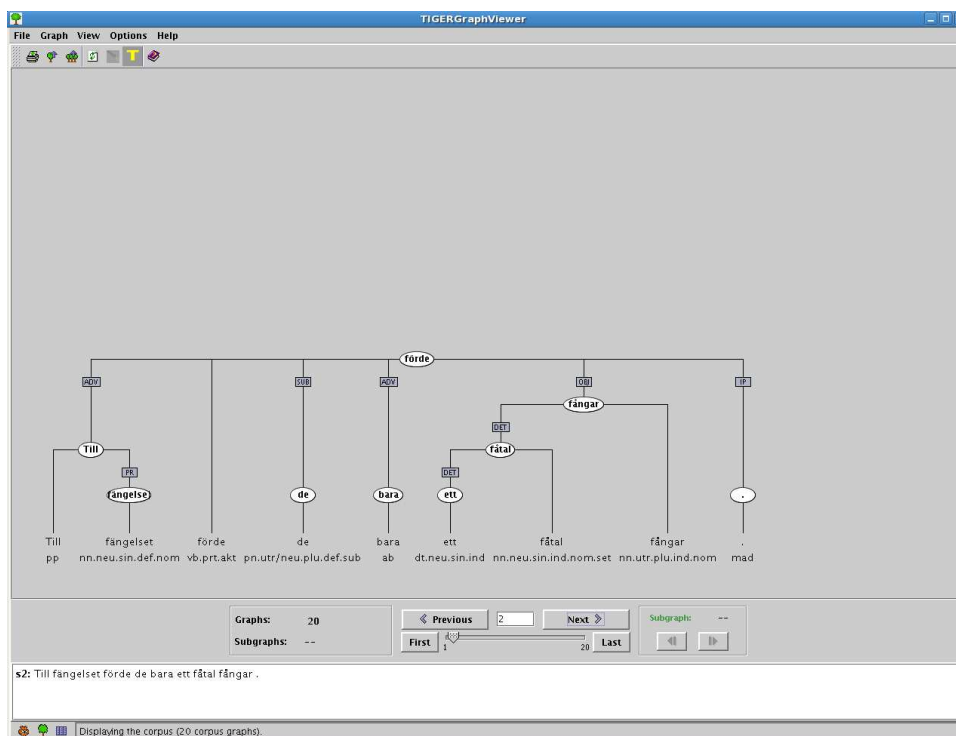 TIGERGraphViewer
File Graph View Options Help
T
förde
ADV SUB ADV OBJ IP
fångar
DET
Till fåtal
PR DET
fängelse) de bara ett .
Till fängelset förde de bara ett fåtal fångar .
pp nn.neu.sin.def.nom vb.prt.akt pn.utr/neu.plu.def.sub ab dt.neu.sin.ind nn.neu.sin.ind.nom.set nn.utr.plu.ind.nom mad
Graphs: 20 Previous 2 Next Subgraph: --
Subgraphs: -- First 1 20 Last
s2: Till fängelset förde de bara ett fåtal fångar .
Displaying the corpus (20 corpus graphs).